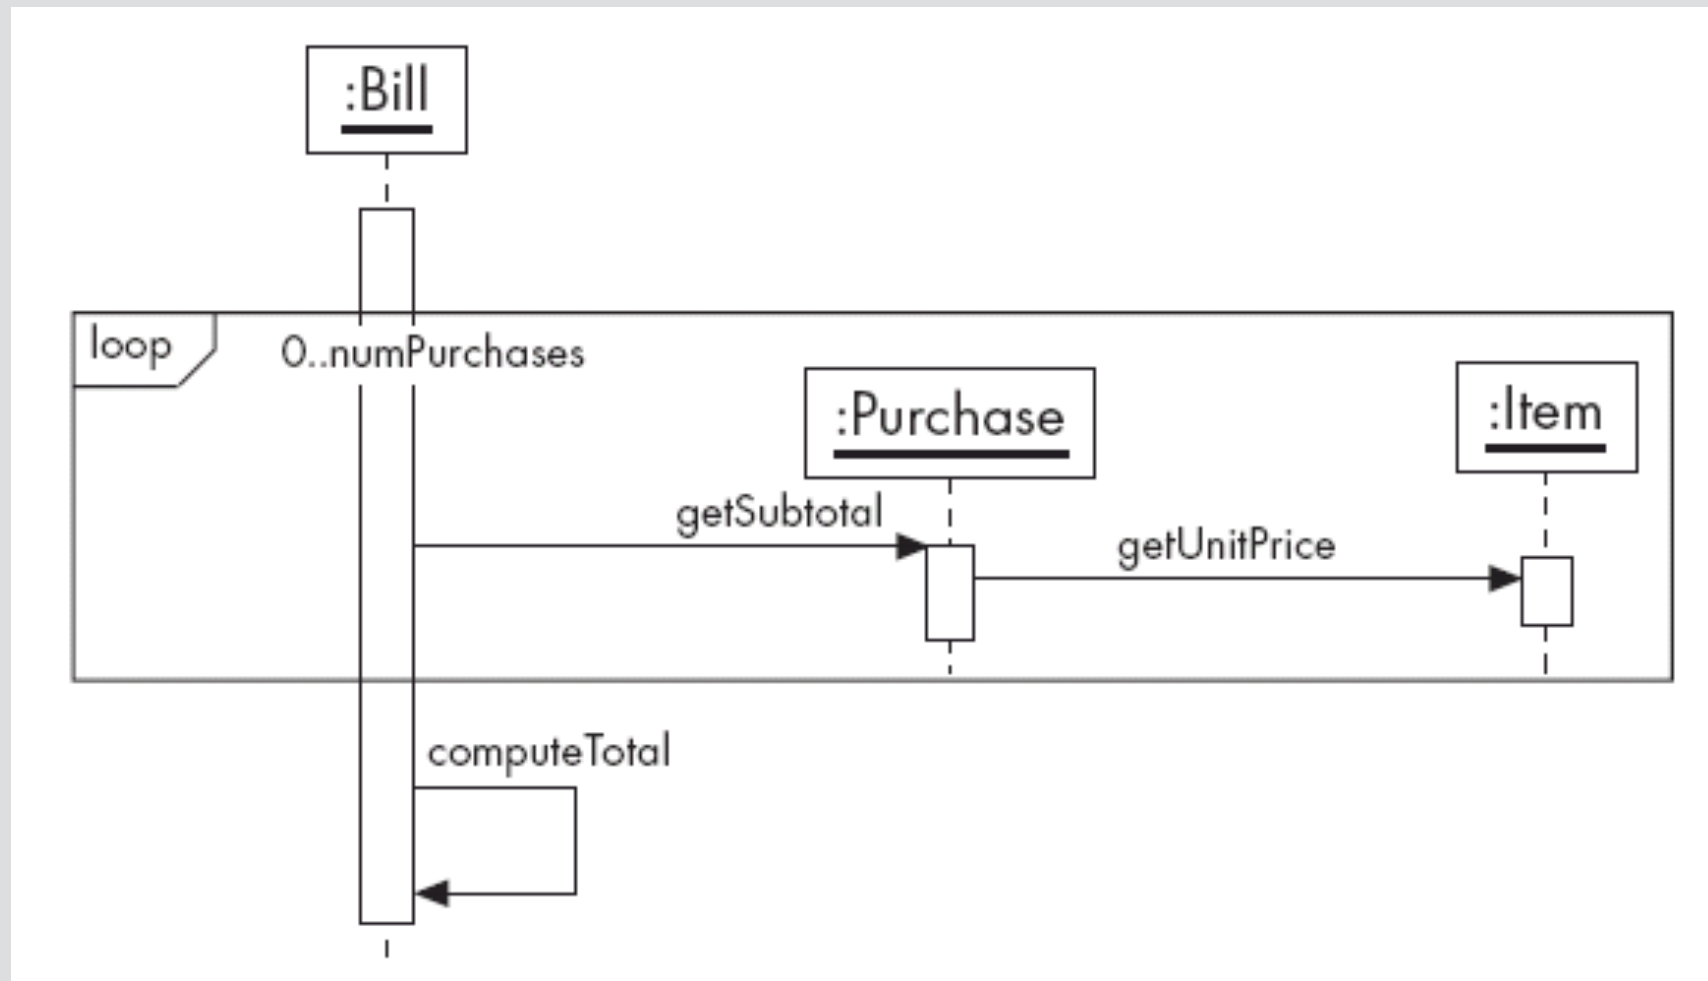 :Bill
loop
0..numPurchases
:Purchase
:Item
getSubtotal
getUnitPrice
computeTotal